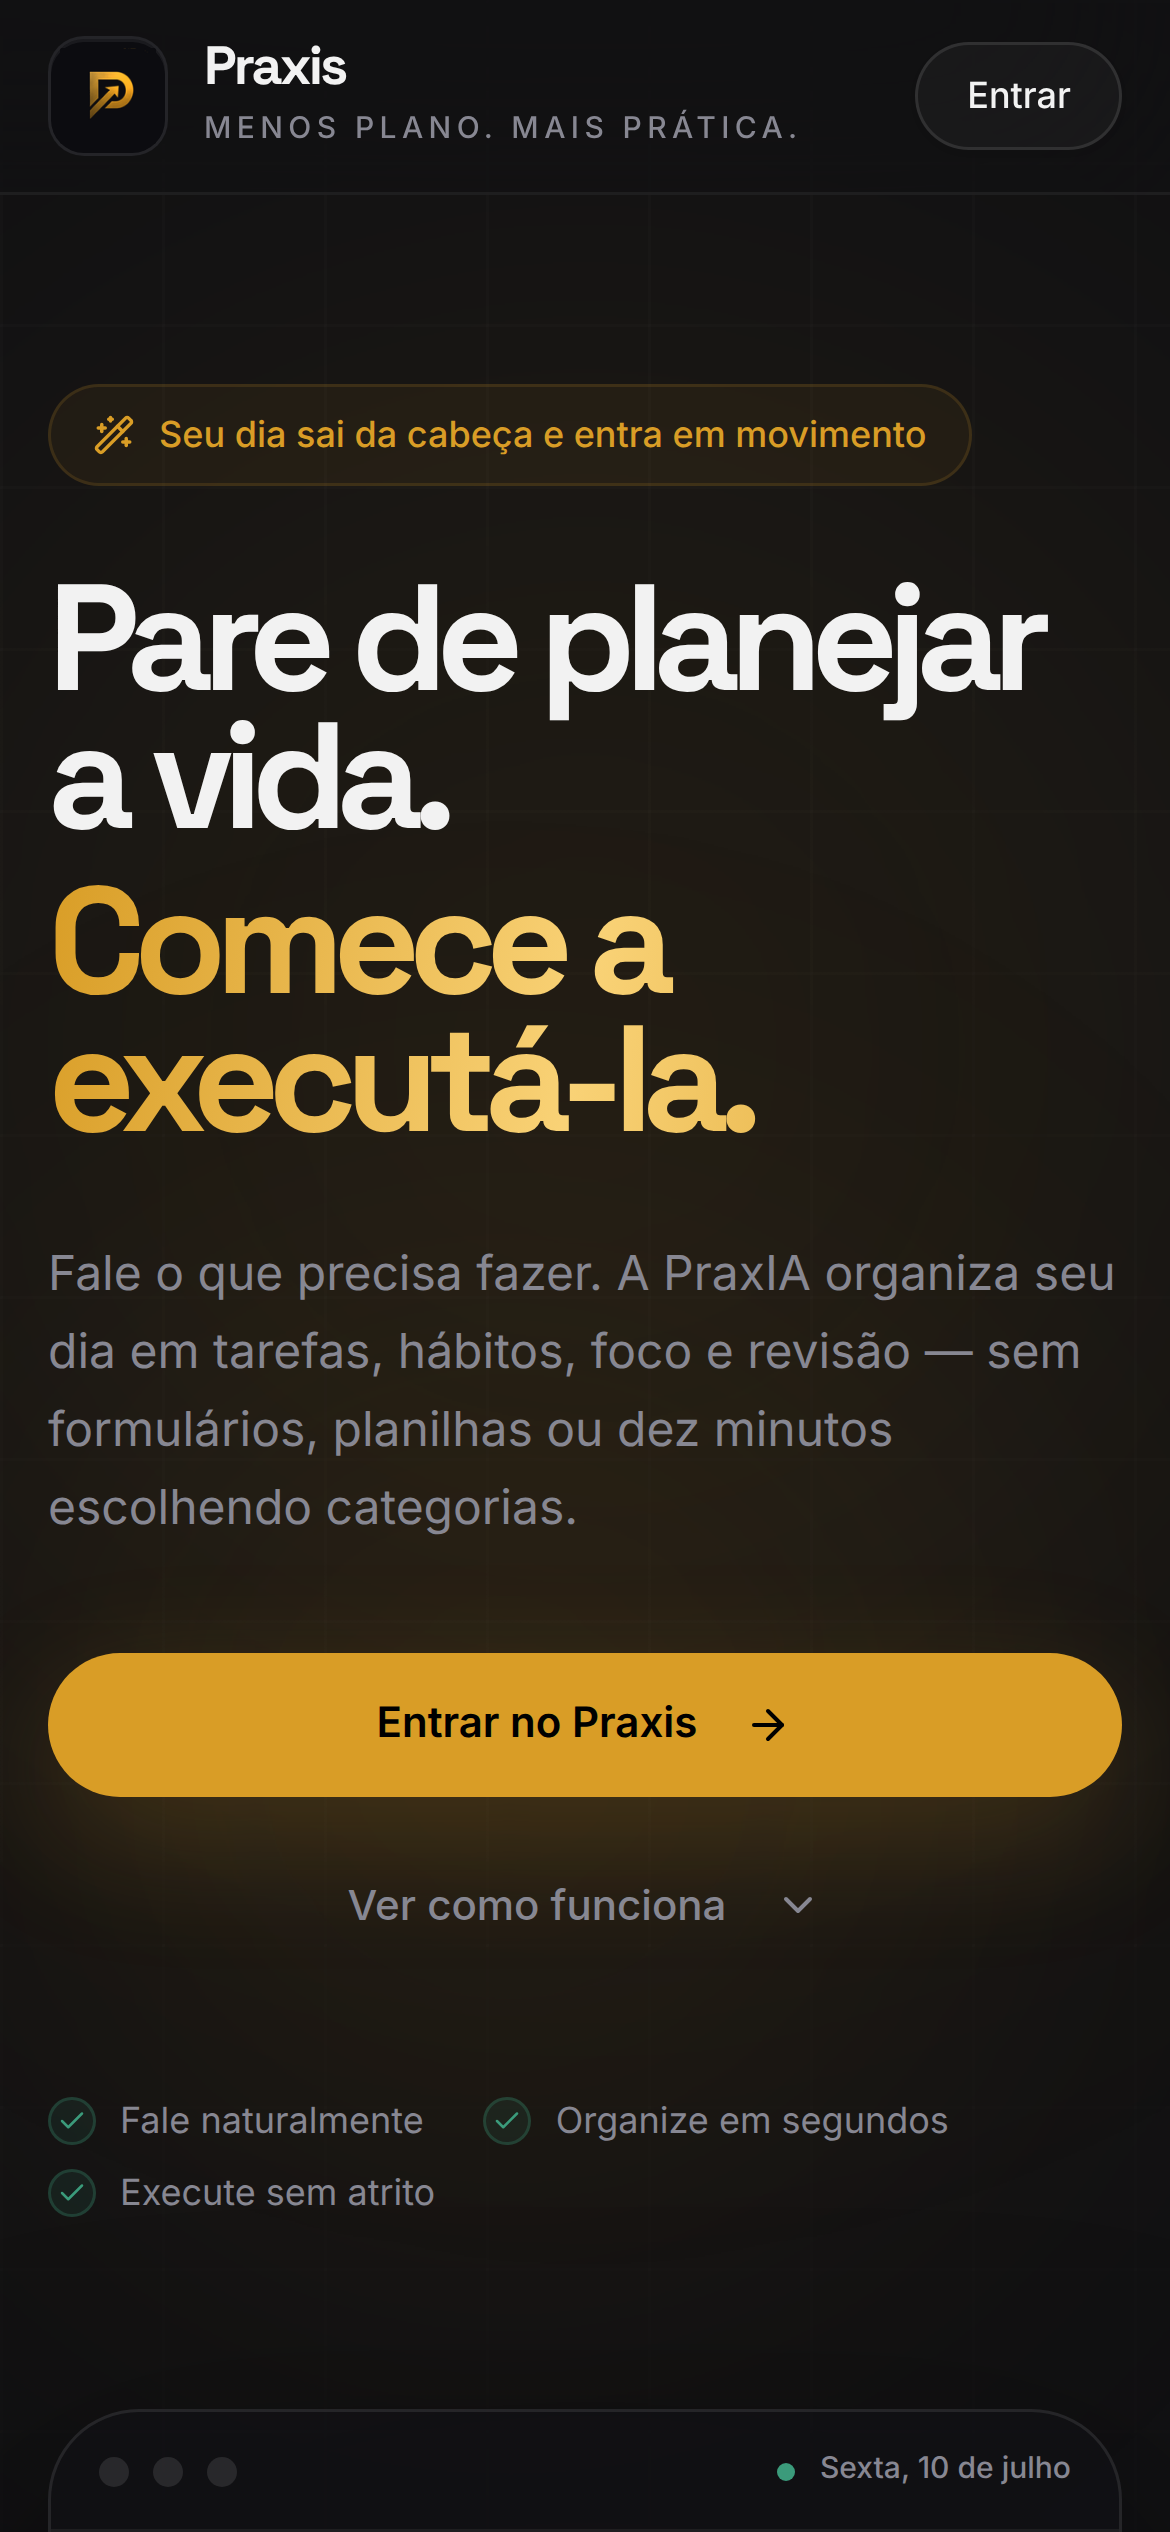 Praxis
MENOS PLANO. MAIS PRÁTICA.
Entrar
Seu dia sai da cabeça e entra em movimento
Pare de planejar
a vida.
Comece a
executá-la.
Fale o que precisa fazer. A PraxIA organiza seu
dia em tarefas, hábitos, foco e revisão — sem
formulários, planilhas ou dez minutos
escolhendo categorias.
Entrar no Praxis
Ver como funciona
Fale naturalmente
Organize em segundos
Execute sem atrito
Sexta, 10 de julho